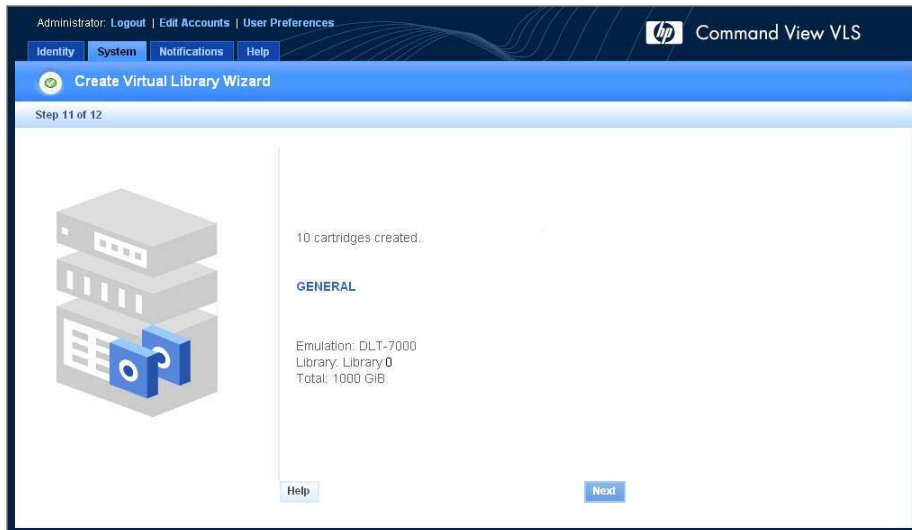 Administrator: Logout | Edit Accounts | User Preferences
hp Command View VLS
Identity System Notifications Help
Create Virtual Library Wizard
Step 11 of 12
10 cartridges created.
GENERAL
Emulation: DLT-7000
Library: Library 0
Total: 1000 GiB
Help Next